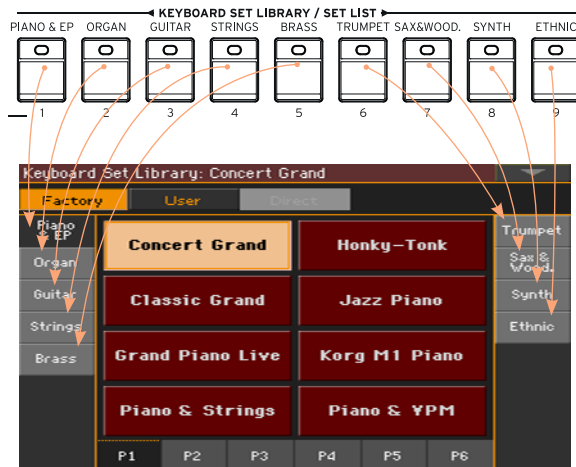 KEYBOARD SET LIBRARY / SET LIST
PIANO & EP ORGAN GUITAR STRINGS BRASS TRUMPET SAX&WOOD. SYNTH ETHNIC
1 2 3 4 5 6 7 8 9
Keyboard Set Library: Concert Grand
Factory User Direct
Piano & EP
Organ
Guitar
Strings
Brass
Concert Grand Honky-Tonk
Classic Grand Jazz Piano
Grand Piano Live Korg M1 Piano
Piano & Strings Piano & YPM
Trumpet
Sax & Wood.
Synth
Ethnic
P1 P2 P3 P4 P5 P6